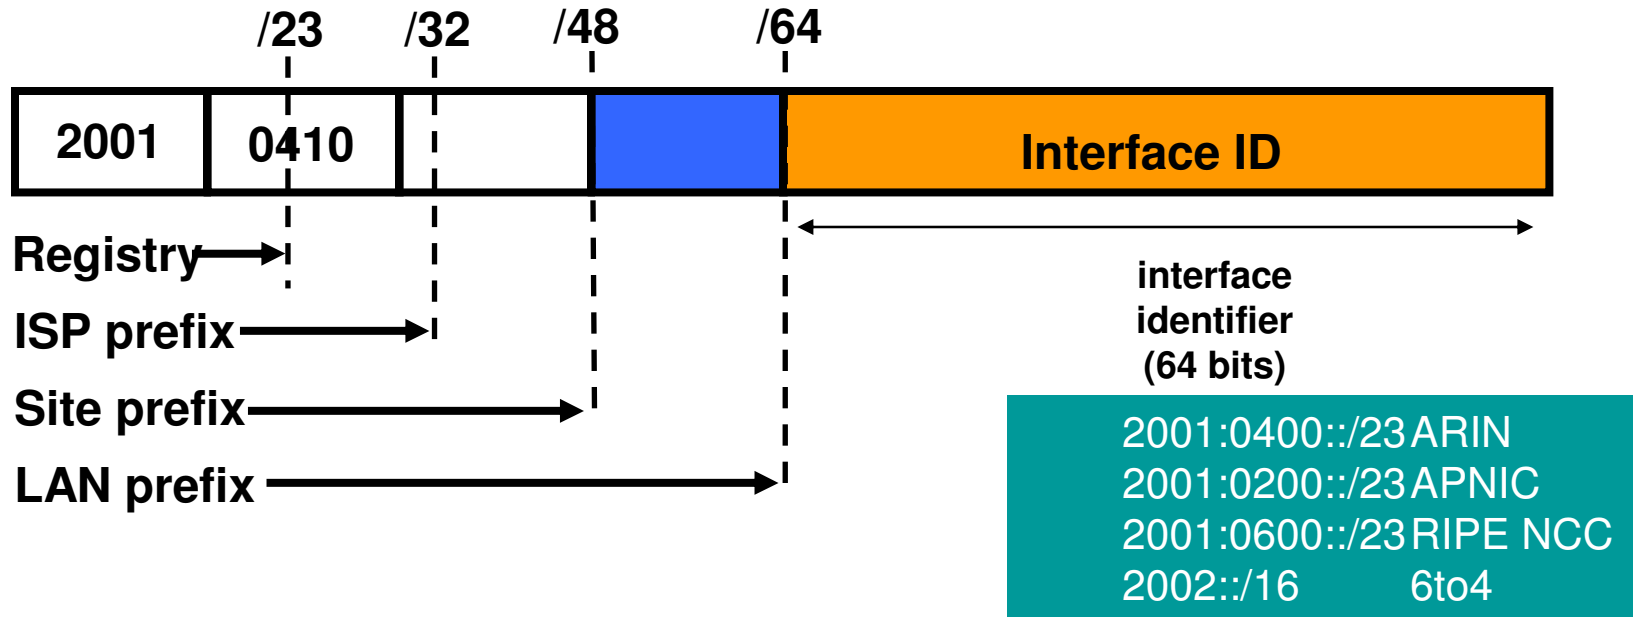 /23 /32 /48 /64
2001 0410 Interface ID
Registry
ISP prefix
Site prefix
LAN prefix
interface
identifier
(64 bits)
2001:0400::/23 ARIN
2001:0200::/23 APNIC
2001:0600::/23 RIPE NCC
2002::/16 6to4